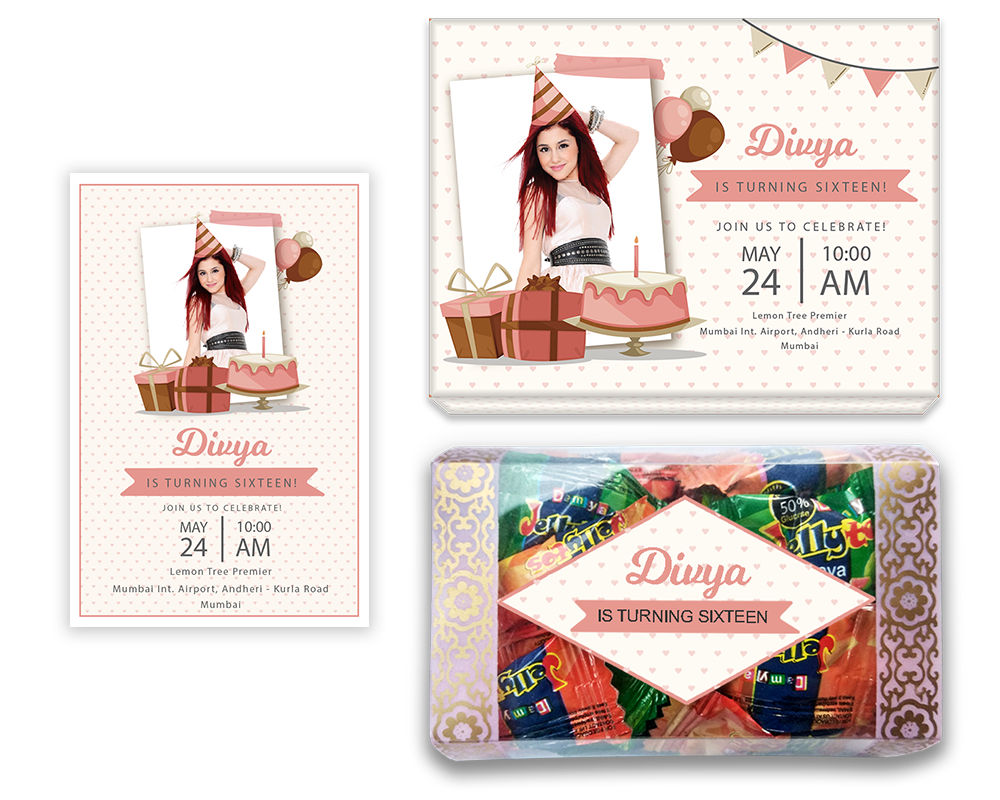 Divya
IS TURNING SIXTEEN!
JOIN US TO CELEBRATE!
MAY 10:00
24 AM
Lemon Tree Premier
Mumbai Int. Airport, Andheri - Kurla Road
Mumbai
Divya
IS TURNING SIXTEEN!
JOIN US TO CELEBRATE!
MAY 10:00
24 AM
Lemon Tree Premier
Mumbai Int. Airport, Andheri - Kurla Road
Mumbai
50%
Glucose
Divya
IS TURNING SIXTEEN